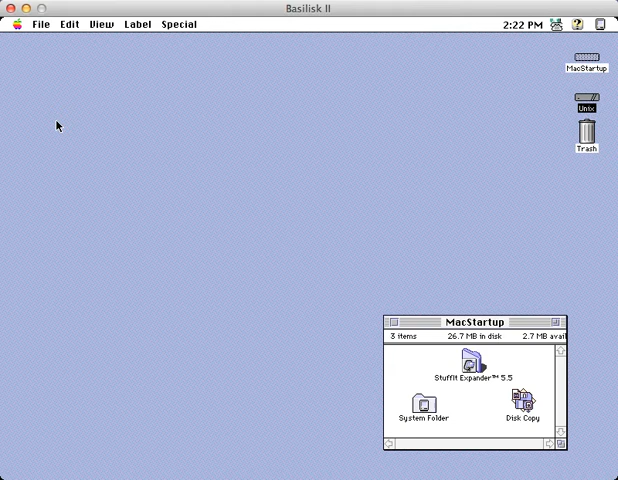 Basilisk II
File Edit View Label Special 2:22 PM
MacStartup
Unix
Trash
MacStartup
3 items 26.7 MB in disk 2.7 MB avail
StuffIt Expander™ 5.5
System Folder
Disk Copy